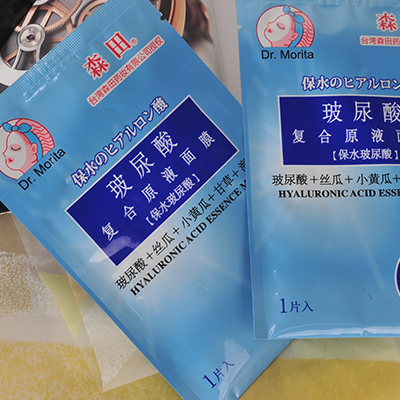 森田®
台湾森田药妆有限公司授权
Dr. Morita
保水のヒアルロン酸
玻尿酸
复合原液面膜
【保水玻尿酸】
玻尿酸+丝瓜+小黄瓜+甘草+海
HYALURONIC ACID ESSENCE M
1片入
森
台湾森田药
Dr. Morita
保水のヒアルロン
玻尿酸
复合原液面
【保水玻尿酸】
玻尿酸+丝瓜+小黄瓜+
HYALURONIC ACID ESSE
1片入